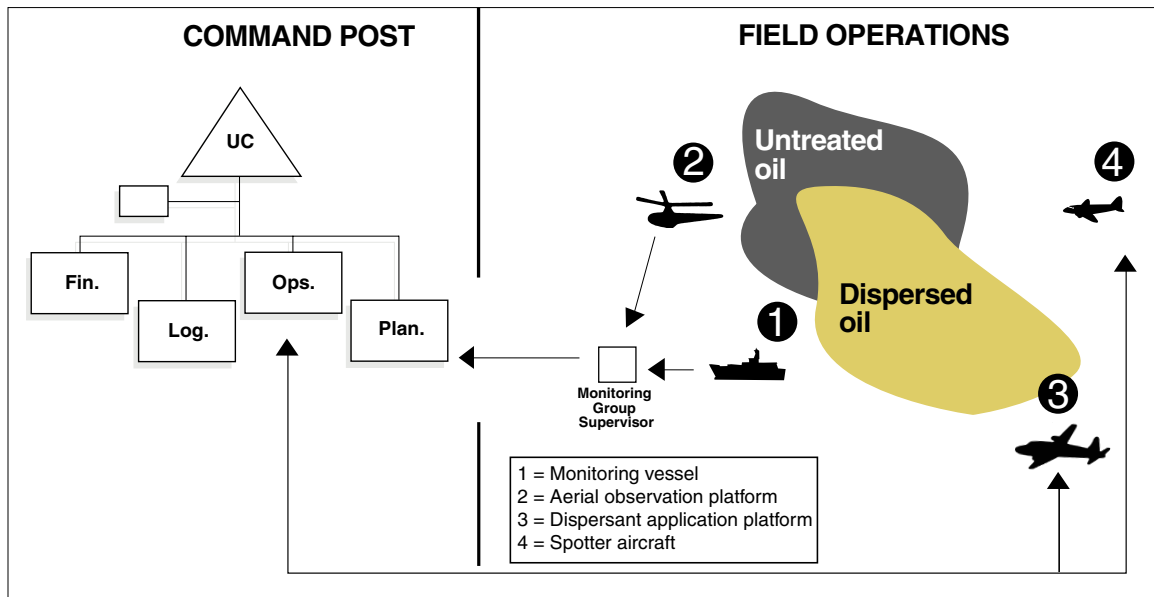 COMMAND POST
UC
Fin.
Log.
Ops.
Plan.
FIELD OPERATIONS
Untreated
oil
Dispersed
oil
2
4
1
3
Monitoring
Group
Supervisor
1 = Monitoring vessel
2 = Aerial observation platform
3 = Dispersant application platform
4 = Spotter aircraft